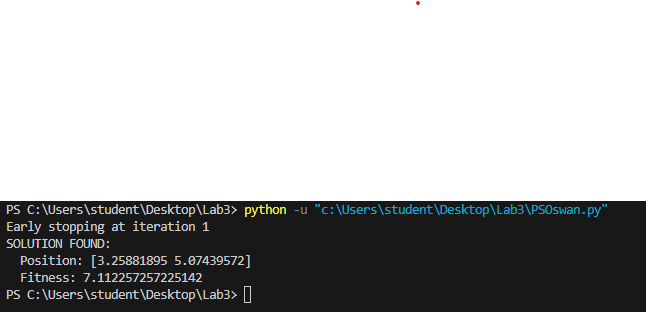 PS C:\Users\student\Desktop\Lab3> python -u "c:\Users\student\Desktop\Lab3\PSOswan.py"
Early stopping at iteration 1
SOLUTION FOUND:
  Position: [3.25881895 5.07439572]
  Fitness: 7.112257257225142
PS C:\Users\student\Desktop\Lab3>